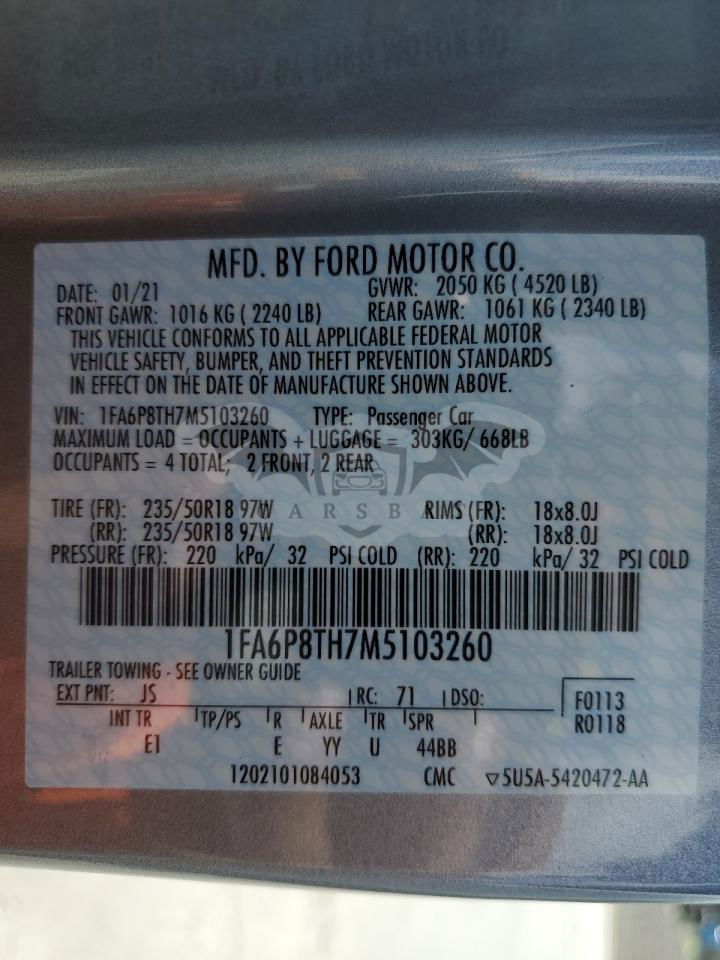 MFD. BY FORD MOTOR CO.
DATE: 01/21 GVWR: 2050 KG ( 4520 LB)
FRONT GAWR: 1016 KG ( 2240 LB) REAR GAWR: 1061 KG ( 2340 LB)
THIS VEHICLE CONFORMS TO ALL APPLICABLE FEDERAL MOTOR
VEHICLE SAFETY, BUMPER, AND THEFT PREVENTION STANDARDS
IN EFFECT ON THE DATE OF MANUFACTURE SHOWN ABOVE.
VIN: 1FA6P8TH7M5103260 TYPE: Passenger Car
MAXIMUM LOAD = OCCUPANTS + LUGGAGE = 303KG/ 668LB
OCCUPANTS = 4 TOTAL; 2 FRONT, 2 REAR
ARSB
TIRE (FR): 235/50R18 97W RIMS (FR): 18x8.0J
(RR): 235/50R18 97W (RR): 18x8.0J
PRESSURE (FR): 220 kPa/ 32 PSI COLD (RR): 220 kPa/ 32 PSI COLD
1FA6P8TH7M5103260
TRAILER TOWING - SEE OWNER GUIDE
EXT PNT: JS RC: 71 DSO: F0113
INT TR TP/PS R AXLE TR SPR R0118
E1 E YY U 44BB
1202101084053 CMC ▽5U5A-5420472-AA